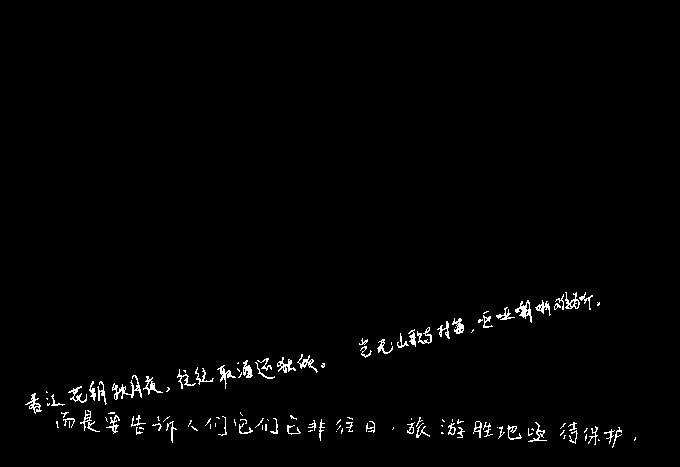 春江花朝秋月夜，往往取酒还独倾。 岂无山歌与村笛，呕哑嘲哳难为听。
而是要告诉人们它们已非往日，旅游胜地亟待保护．